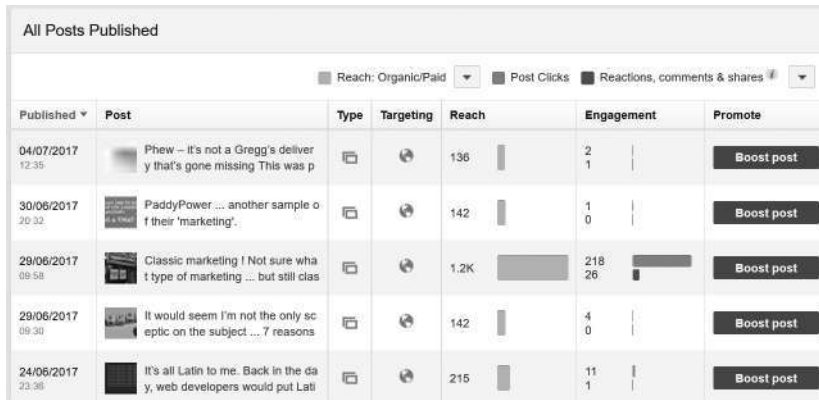 All Posts Published
Reach: Organic/Paid Post Clicks Reactions, comments & shares i
Published Post Type Targeting Reach Engagement Promote
04/07/2017 Phew – it's not a Gregg's deliver 136 2 Boost post
12:35 y that's gone missing This was p 1
30/06/2017 PaddyPower ... another sample o 142 1 Boost post
20:32 f their 'marketing'. 0
29/06/2017 Classic marketing ! Not sure wha 1.2K 218 Boost post
09:58 t type of marketing ... but still clas 26
29/06/2017 It would seem I'm not the only sc 142 4 Boost post
09:30 eptic on the subject ... 7 reasons 0
24/06/2017 It's all Latin to me. Back in the da 215 11 Boost post
23:36 y, web developers would put Lati 1